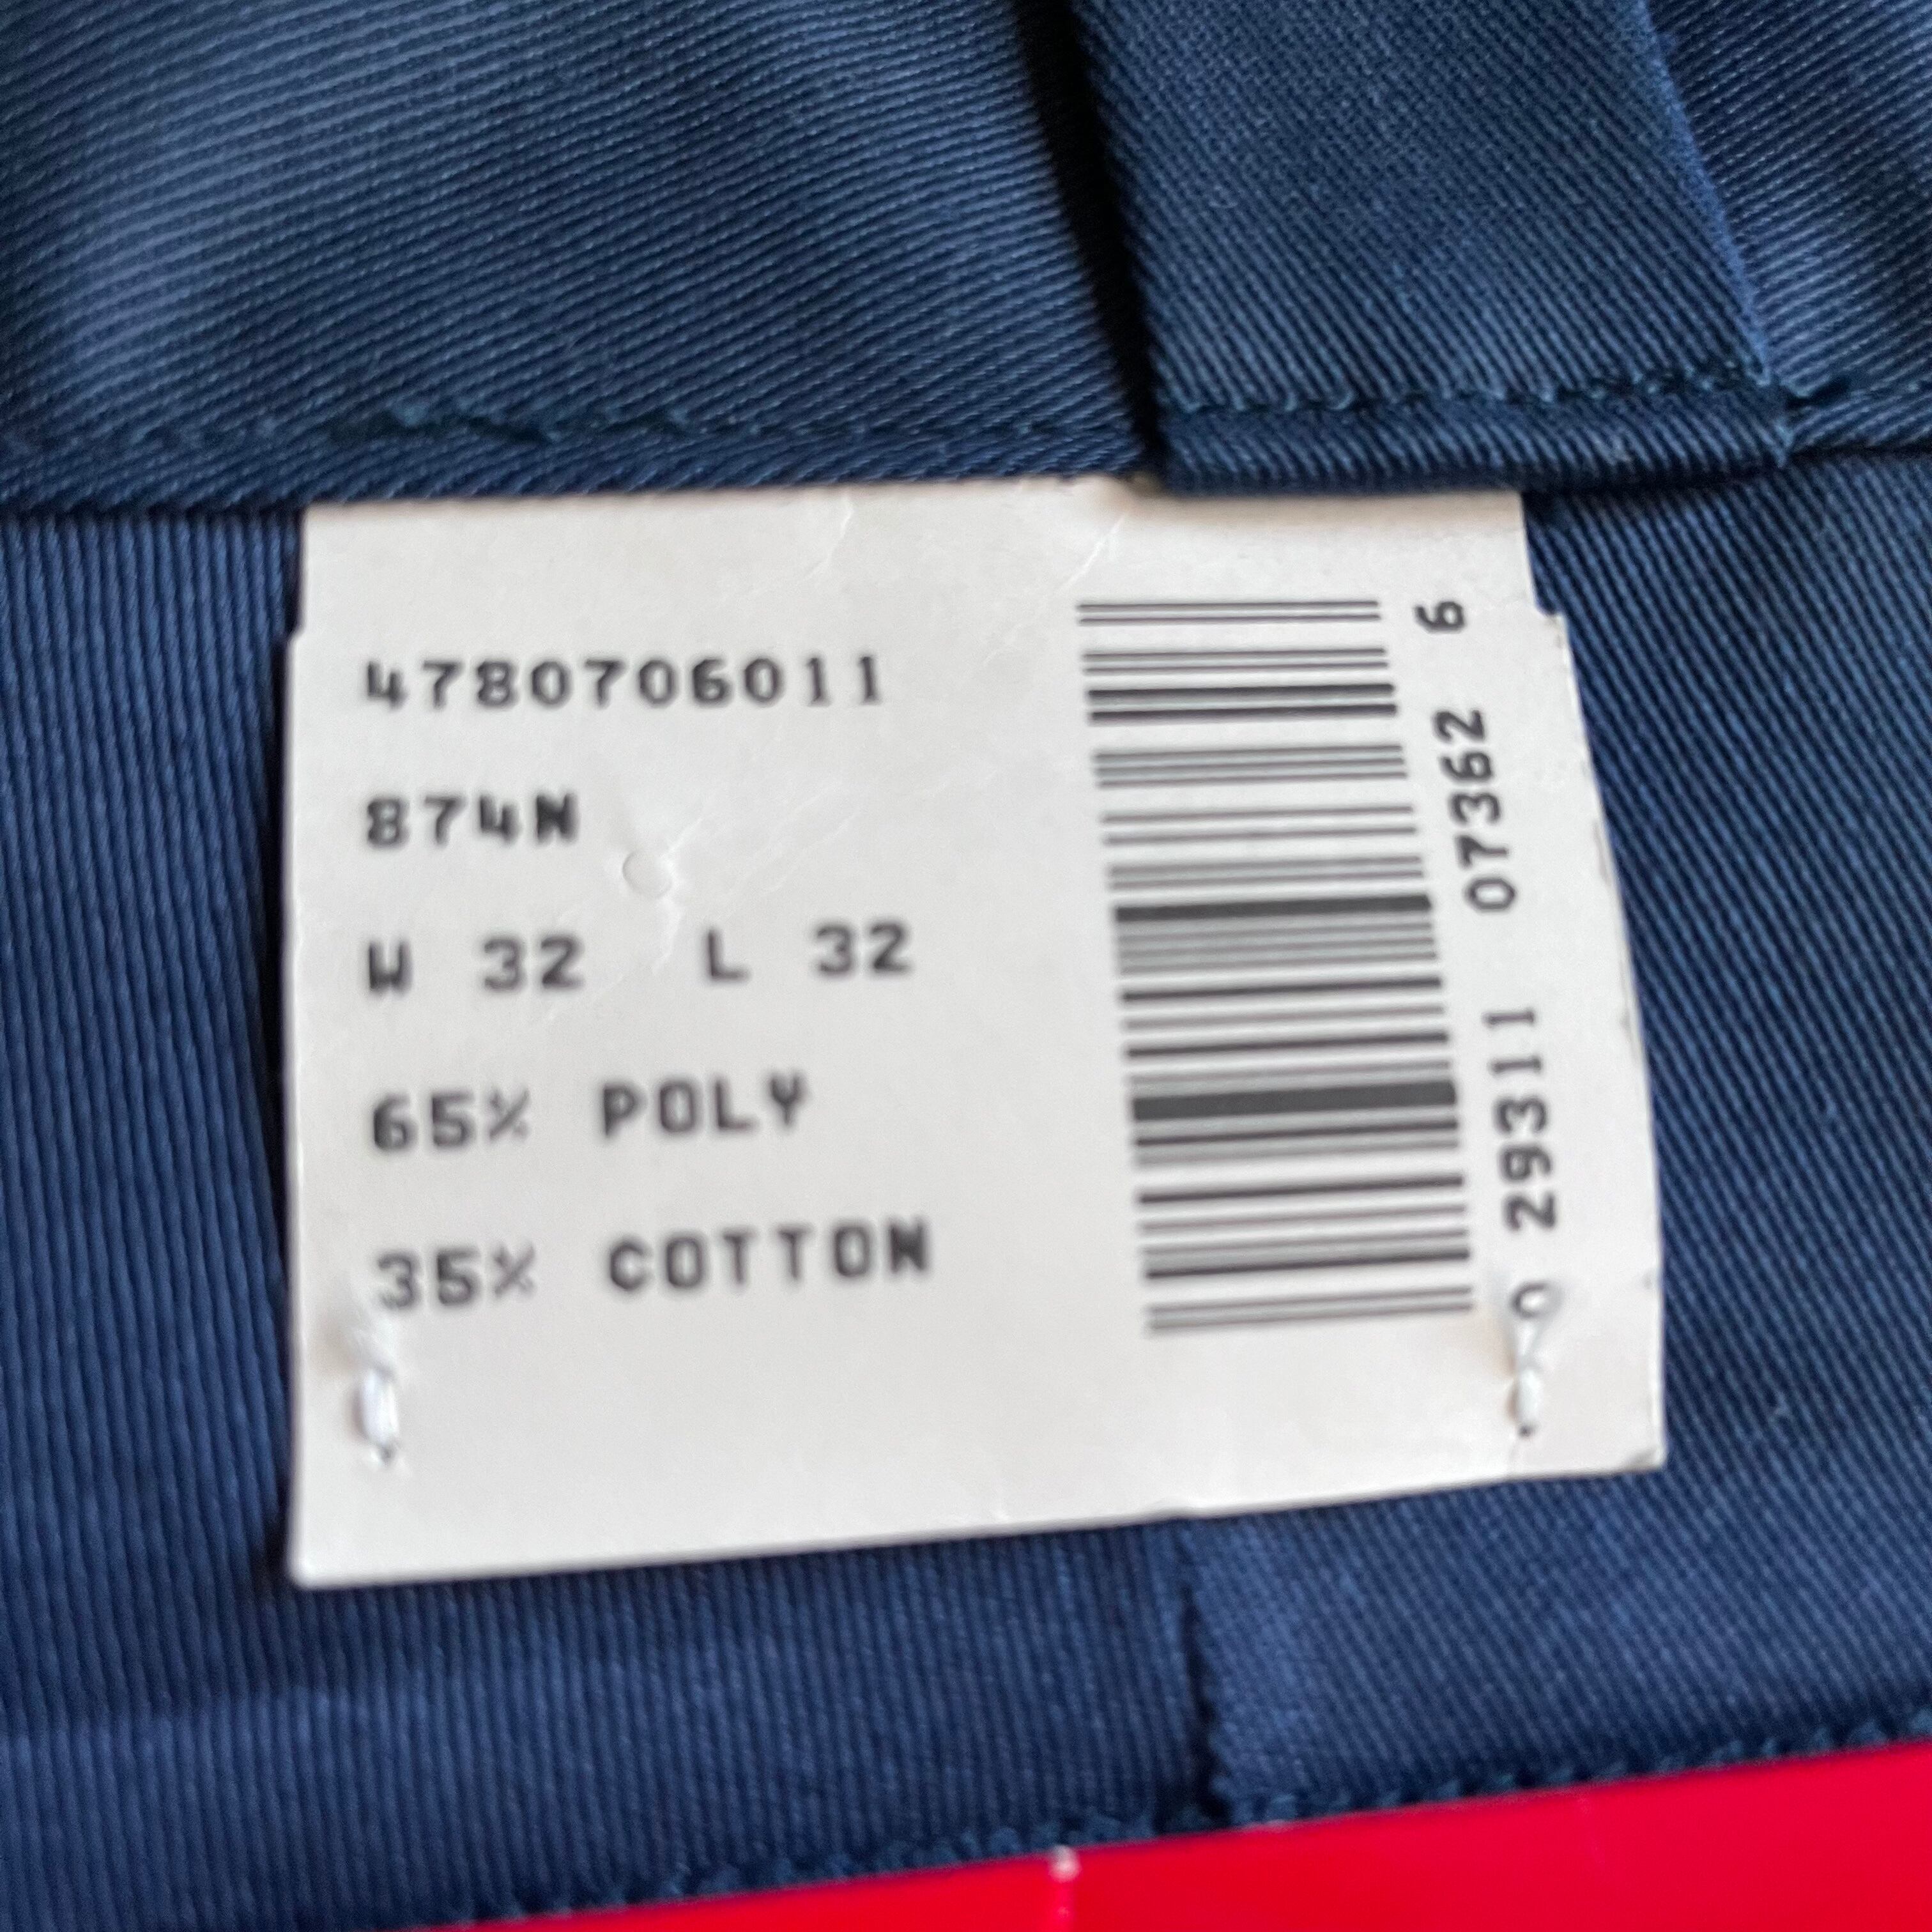 4780706011
874N
W 32 L 32
65% POLY
35% COTTON
0 29311 07362 6